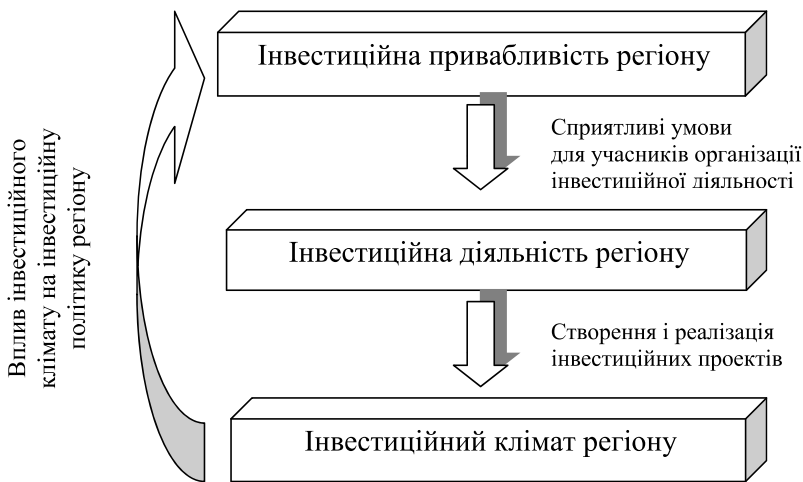 Інвестиційна привабливість регіону
Сприятливі умови
для учасників організації
інвестиційної діяльності
Інвестиційна діяльність регіону
Створення і реалізація
інвестиційних проектів
Інвестиційний клімат регіону
Вплив інвестиційного
клімату на інвестиційну
політику регіону